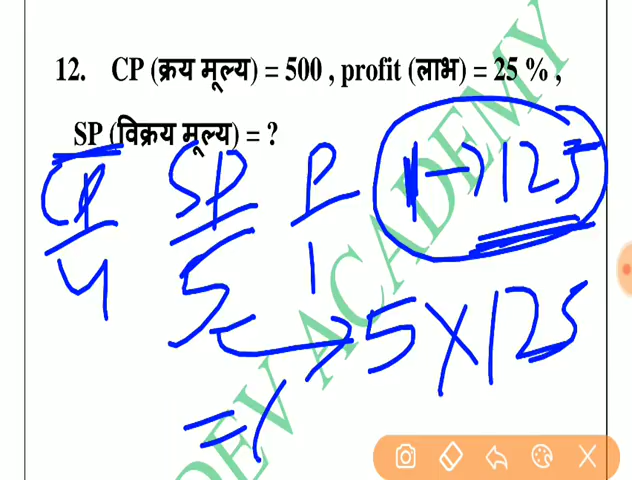 12. CP (क्रय मूल्य) = 500 , profit (लाभ) = 25 % ,
SP (विक्रय मूल्य) = ?
CP SP P 1→125
4 5 1
5→5×125
=
DEV ACADEMY